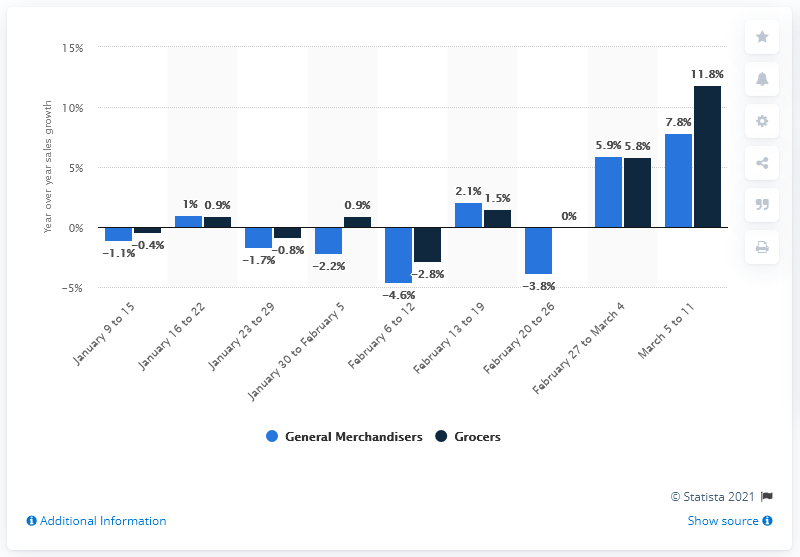 15%
10%
5%
0%
−5%
Year over year sales growth
−1.1%
−0.4%
1%
0.9%
−1.7%
−0.8%
−2.2%
0.9%
−4.6%
−2.8%
2.1%
1.5%
−3.8%
0%
5.9%
5.8%
7.8%
11.8%
January 9 to 15
January 16 to 22
January 23 to 29
January 30 to February 5
February 6 to 12
February 13 to 19
February 20 to 26
February 27 to March 4
March 5 to 11
General Merchandisers
Grocers
© Statista 2021
Additional Information
Show source